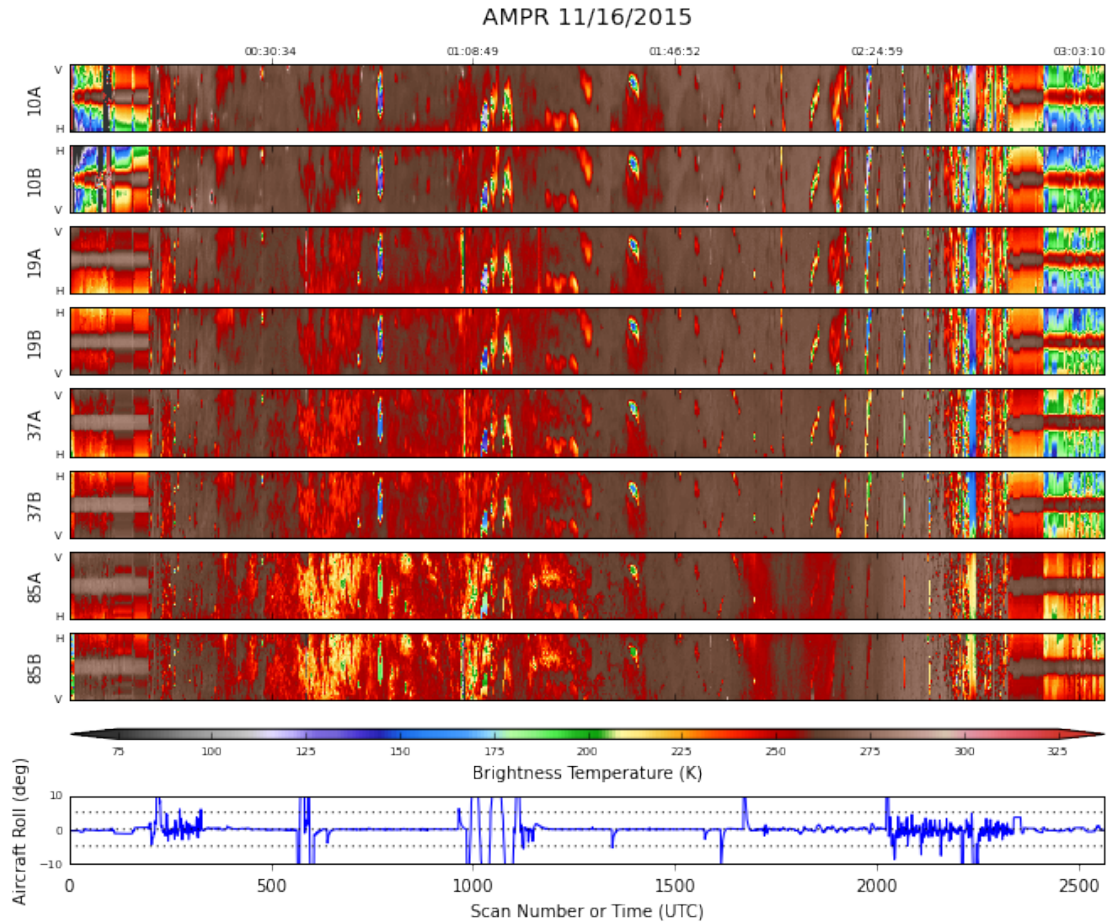 AMPR 11/16/2015
00:30:34 01:08:49 01:46:52 02:24:59 03:03:10
V
10A
H
H
10B
V
V
19A
H
H
19B
V
V
37A
H
H
37B
V
V
85A
H
H
85B
V
75 100 125 150 175 200 225 250 275 300 325
Brightness Temperature (K)
Aircraft Roll (deg)
10
0
−10
0 500 1000 1500 2000 2500
Scan Number or Time (UTC)